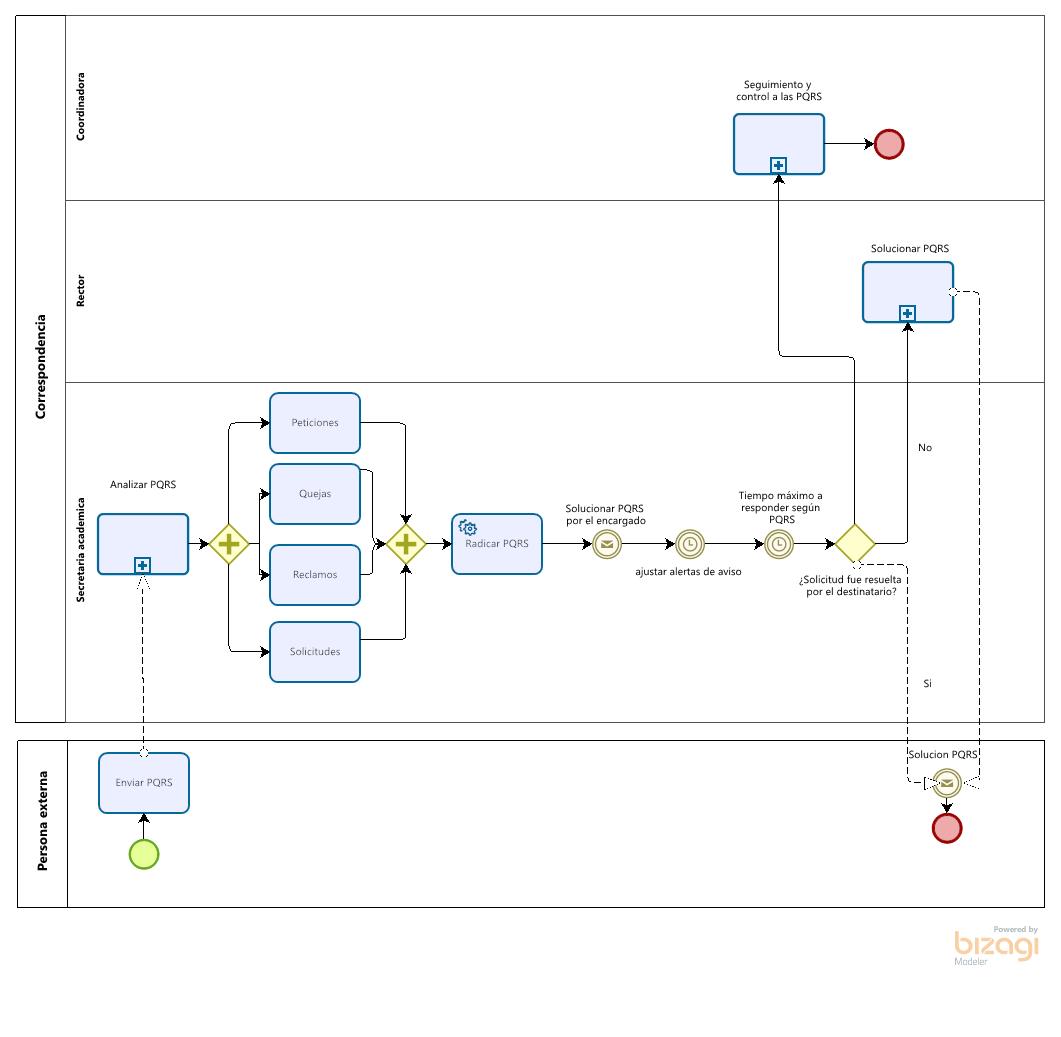 Correspondencia
Coordinadora
Seguimiento y
control a las PQRS
Rector
Solucionar PQRS
Secretaria academica
Analizar PQRS
Peticiones
Quejas
Reclamos
Solicitudes
Radicar PQRS
Solucionar PQRS
por el encargado
ajustar alertas de aviso
Tiempo máximo a
responder según
PQRS
¿Solicitud fue resuelta
por el destinatario?
No
Si
Persona externa
Enviar PQRS
Solucion PQRS
Powered by
bizagi
Modeler